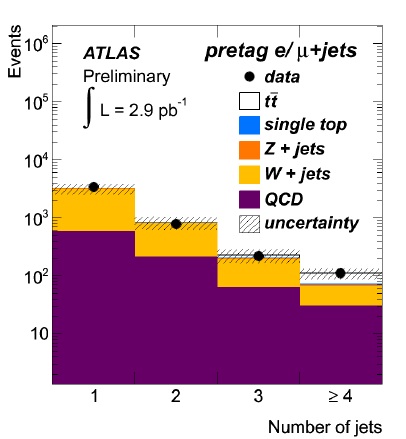 Events
10⁶
10⁵
10⁴
10³
10²
10
ATLAS
Preliminary
∫ L = 2.9 pb⁻¹
pretag e/ μ+jets
data
tt̄
single top
Z + jets
W + jets
QCD
uncertainty
1 2 3 ≥ 4
Number of jets